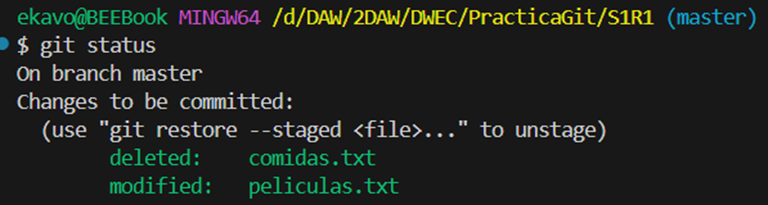 ekavo@BEEBook MINGW64 /d/DAW/2DAW/DWEC/PracticaGit/S1R1 (master)
$ git status
On branch master
Changes to be committed:
  (use "git restore --staged <file>..." to unstage)
        deleted:    comidas.txt
        modified:   peliculas.txt